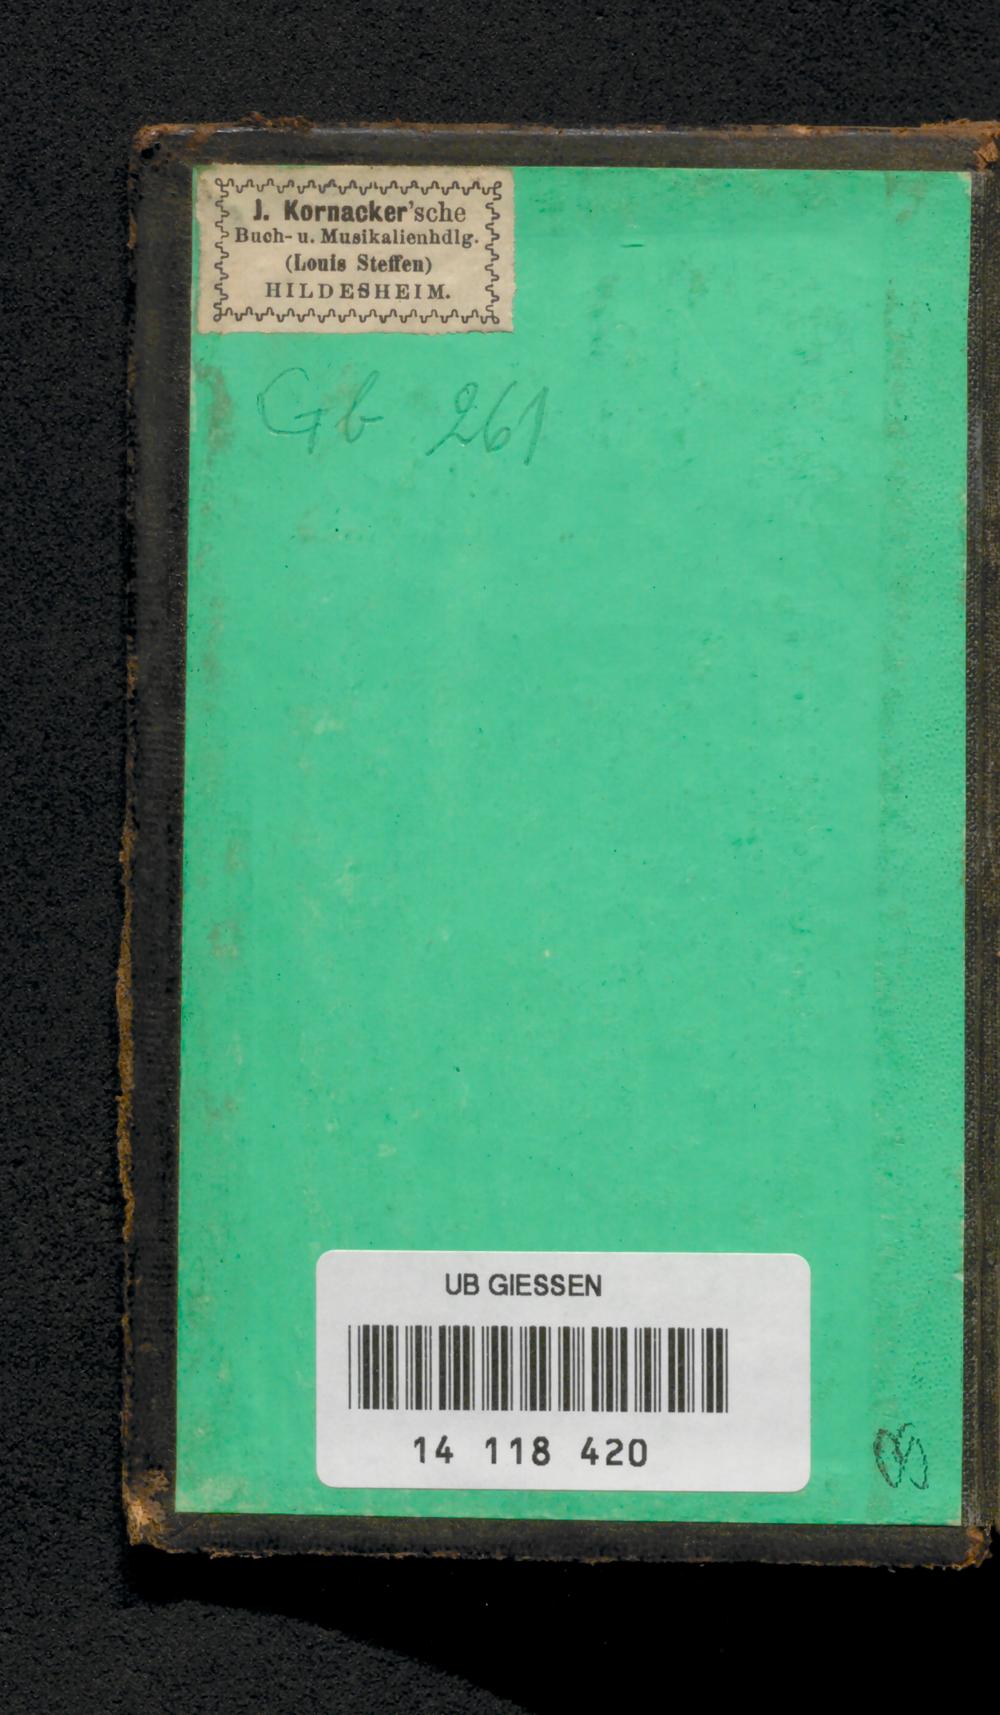 J. Kornacker'sche
Buch- u. Musikalienhdlg.
(Louis Steffen)
HILDESHEIM.
Gb 261
UB GIESSEN
14 118 420